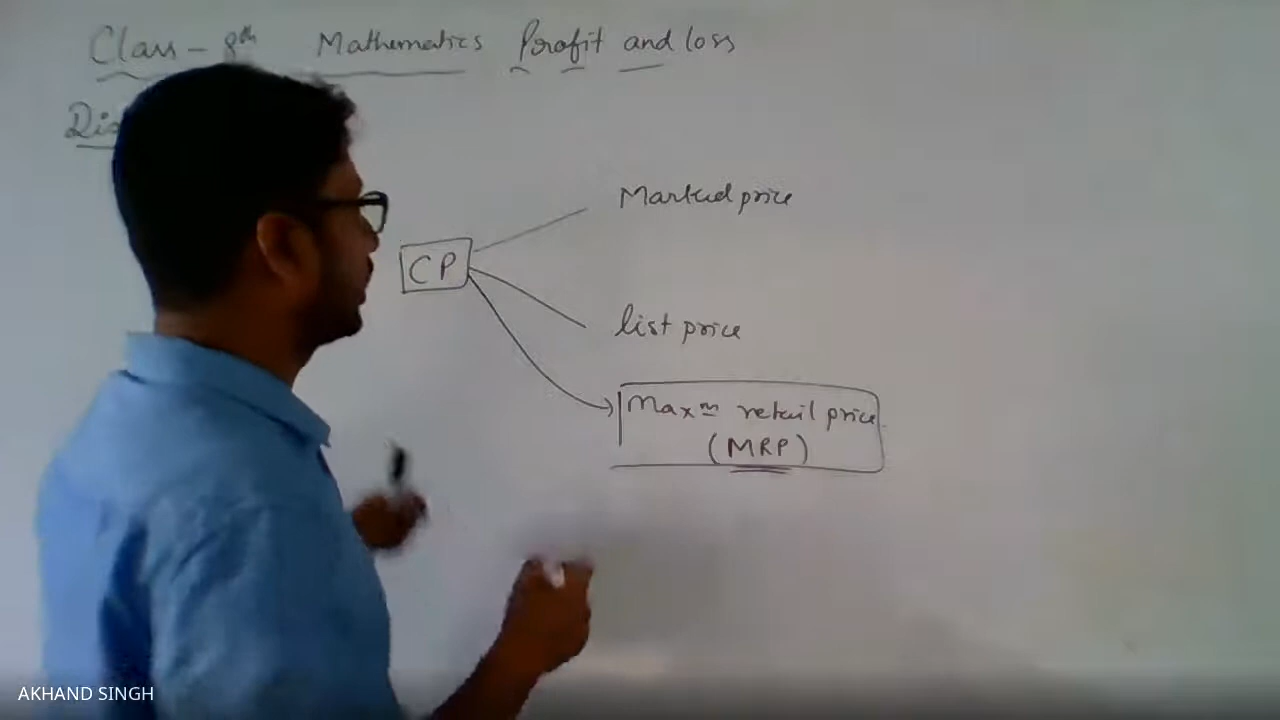 Class - 8th Mathematics Profit and loss
Marked price
CP
list price
Maxm retail price
(MRP)
AKHAND SINGH